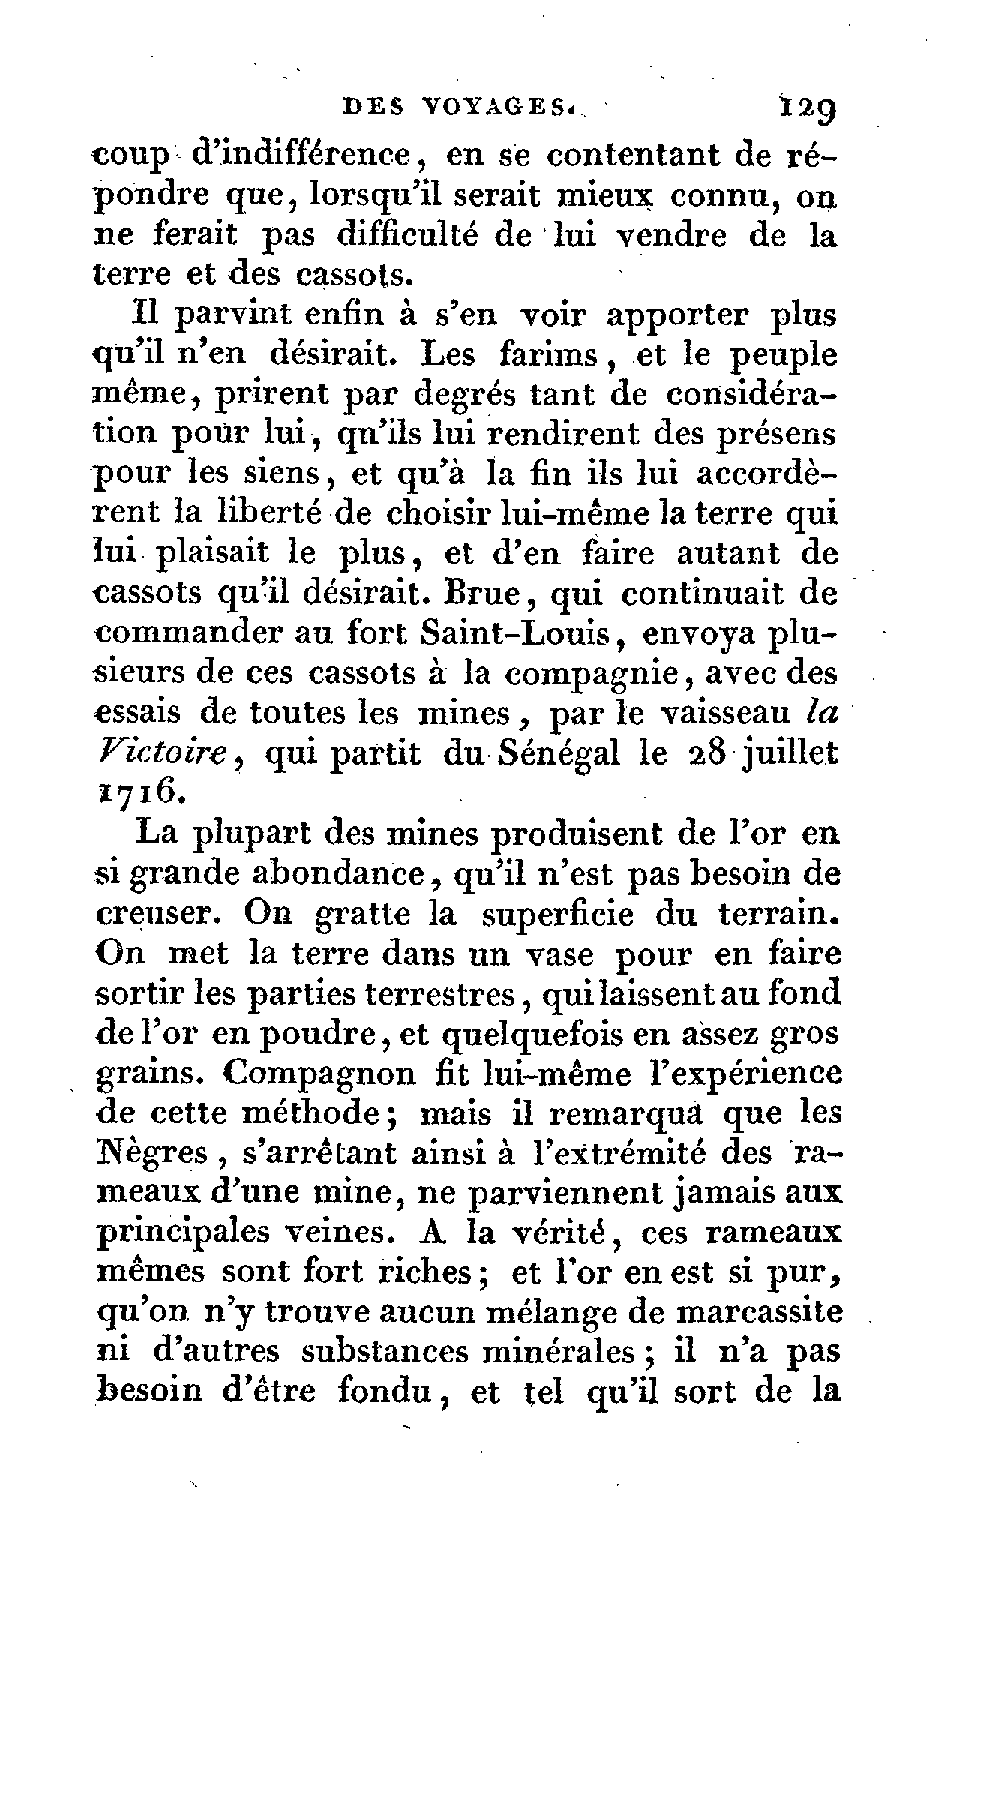 DES VOYAGES. 129
coup d'indifférence, en se contentant de ré-
pondre que, lorsqu'il serait mieux connu, on
ne ferait pas difficulté de lui vendre de la
terre et des cassots.
Il parvint enfin à s'en voir apporter plus
qu'il n'en désirait. Les farims, et le peuple
même, prirent par degrés tant de considéra-
tion pour lui, qu'ils lui rendirent des présens
pour les siens, et qu'à la fin ils lui accordè-
rent la liberté de choisir lui-même la terre qui
lui plaisait le plus, et d'en faire autant de
cassots qu'il désirait. Brue, qui continuait de
commander au fort Saint-Louis, envoya plu-
sieurs de ces cassots à la compagnie, avec des
essais de toutes les mines, par le vaisseau la
Victoire, qui partit du Sénégal le 28 juillet
1716.
La plupart des mines produisent de l'or en
si grande abondance, qu'il n'est pas besoin de
creuser. On gratte la superficie du terrain.
On met la terre dans un vase pour en faire
sortir les parties terrestres, qui laissent au fond
de l'or en poudre, et quelquefois en assez gros
grains. Compagnon fit lui-même l'expérience
de cette méthode; mais il remarqua que les
Nègres, s'arrêtant ainsi à l'extrémité des ra-
meaux d'une mine, ne parviennent jamais aux
principales veines. A la vérité, ces rameaux
mêmes sont fort riches; et l'or en est si pur,
qu'on n'y trouve aucun mélange de marcassite
ni d'autres substances minérales; il n'a pas
besoin d'être fondu, et tel qu'il sort de la